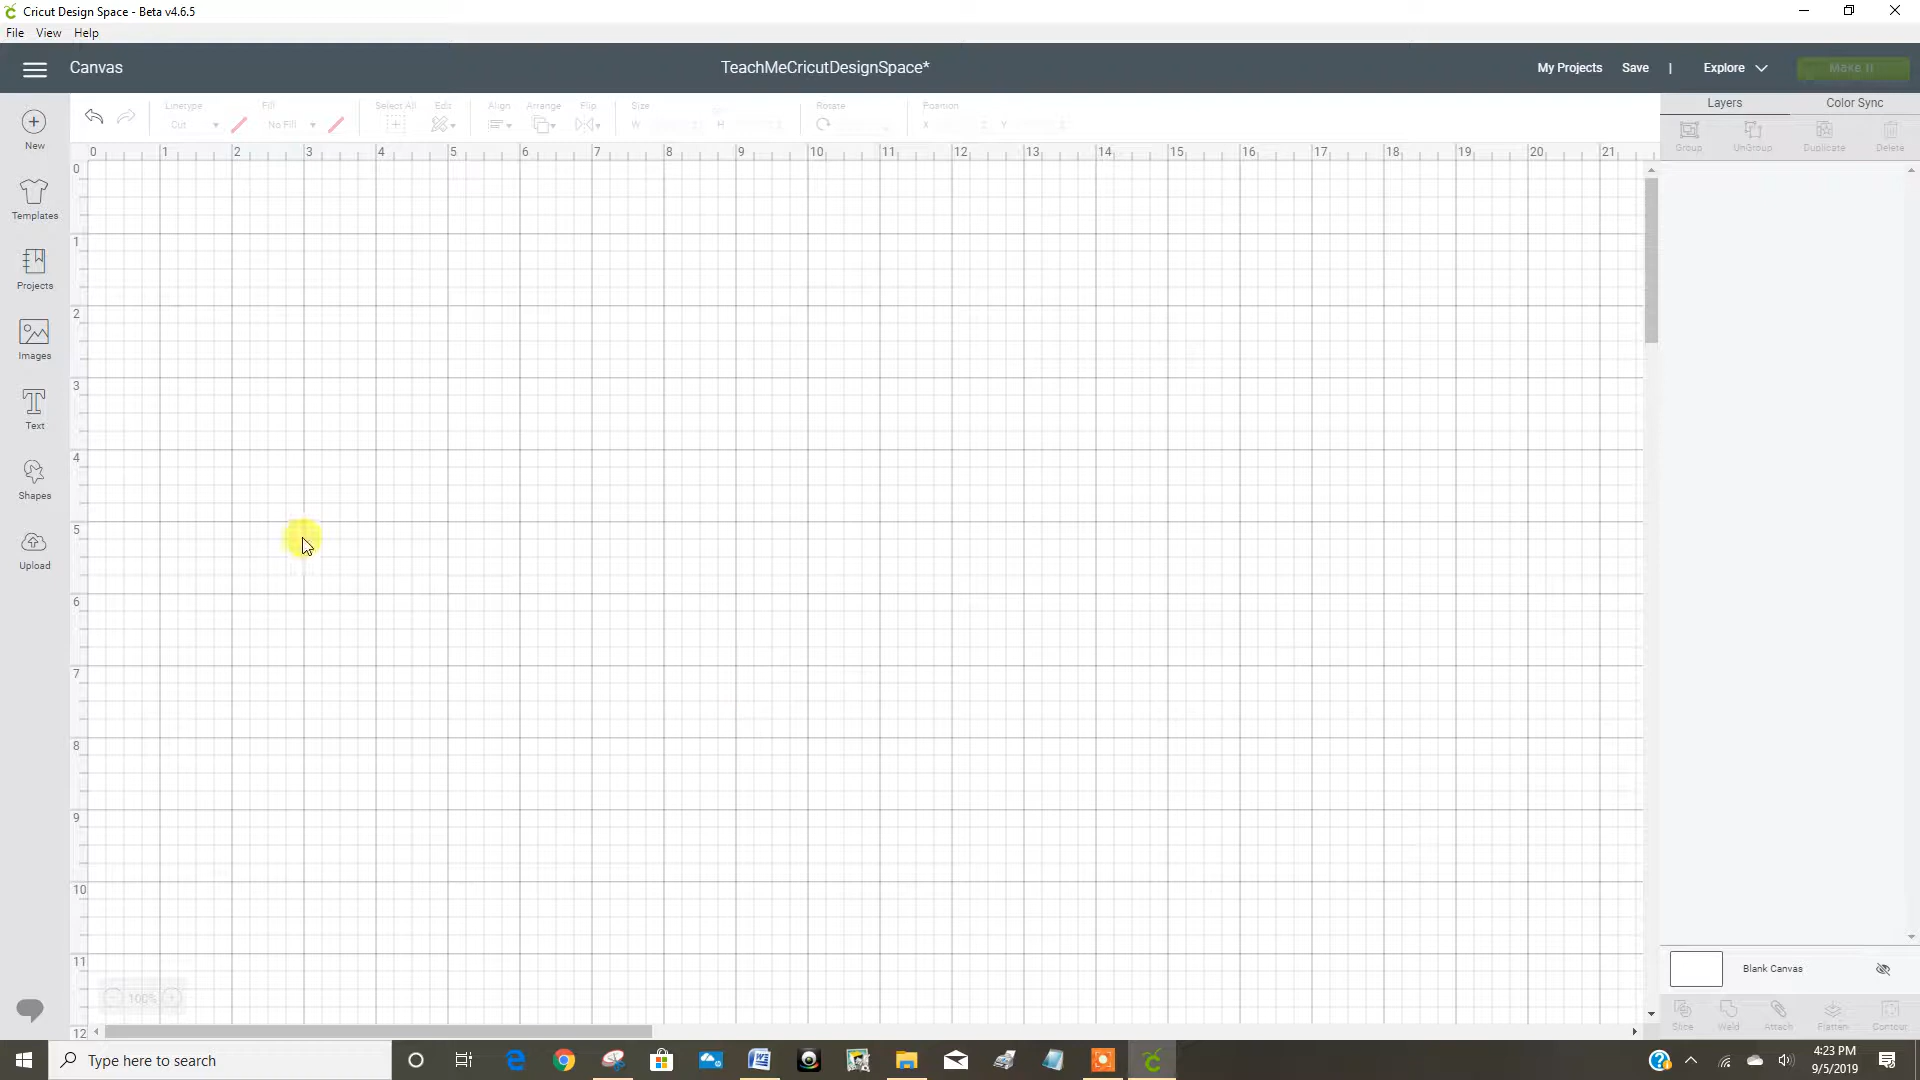 Cricut Design Space - Beta v4.6.5
File View Help
Canvas
TeachMeCricutDesignSpace*
My Projects Save | Explore
Make It
New
Templates
Projects
Images
Text
Shapes
Upload
Linetype
Cut
Fill
No Fill
Select All
Edit
Align
Arrange
Flip
Size
W
H
Rotate
Position
X
Y
Layers
Color Sync
Group
UnGroup
Duplicate
Delete
0 1 2 3 4 5 6 7 8 9 10 11 12 13 14 15 16 17 18 19 20 21
0
1
2
3
4
5
6
7
8
9
10
11
12
100%
Blank Canvas
Slice
Weld
Attach
Flatten
Contour
Type here to search
4:23 PM
9/5/2019